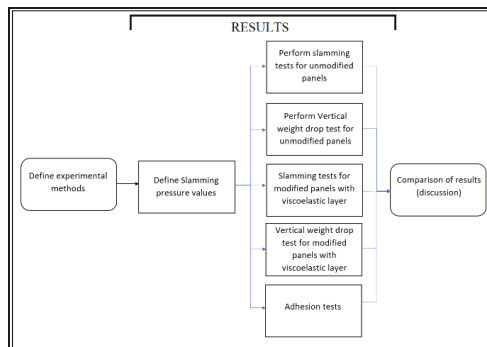 RESULTS
Perform slamming
tests for unmodified
panels
Perform Vertical
weight drop test for
unmodified panels
Define experimental
methods
Define Slamming
pressure values
Slamming tests for
modified panels with
viscoelastic layer
Comparison of results
(discussion)
Vertical weight drop
test for modified
panels with
viscoelastic layer
Adhesion tests